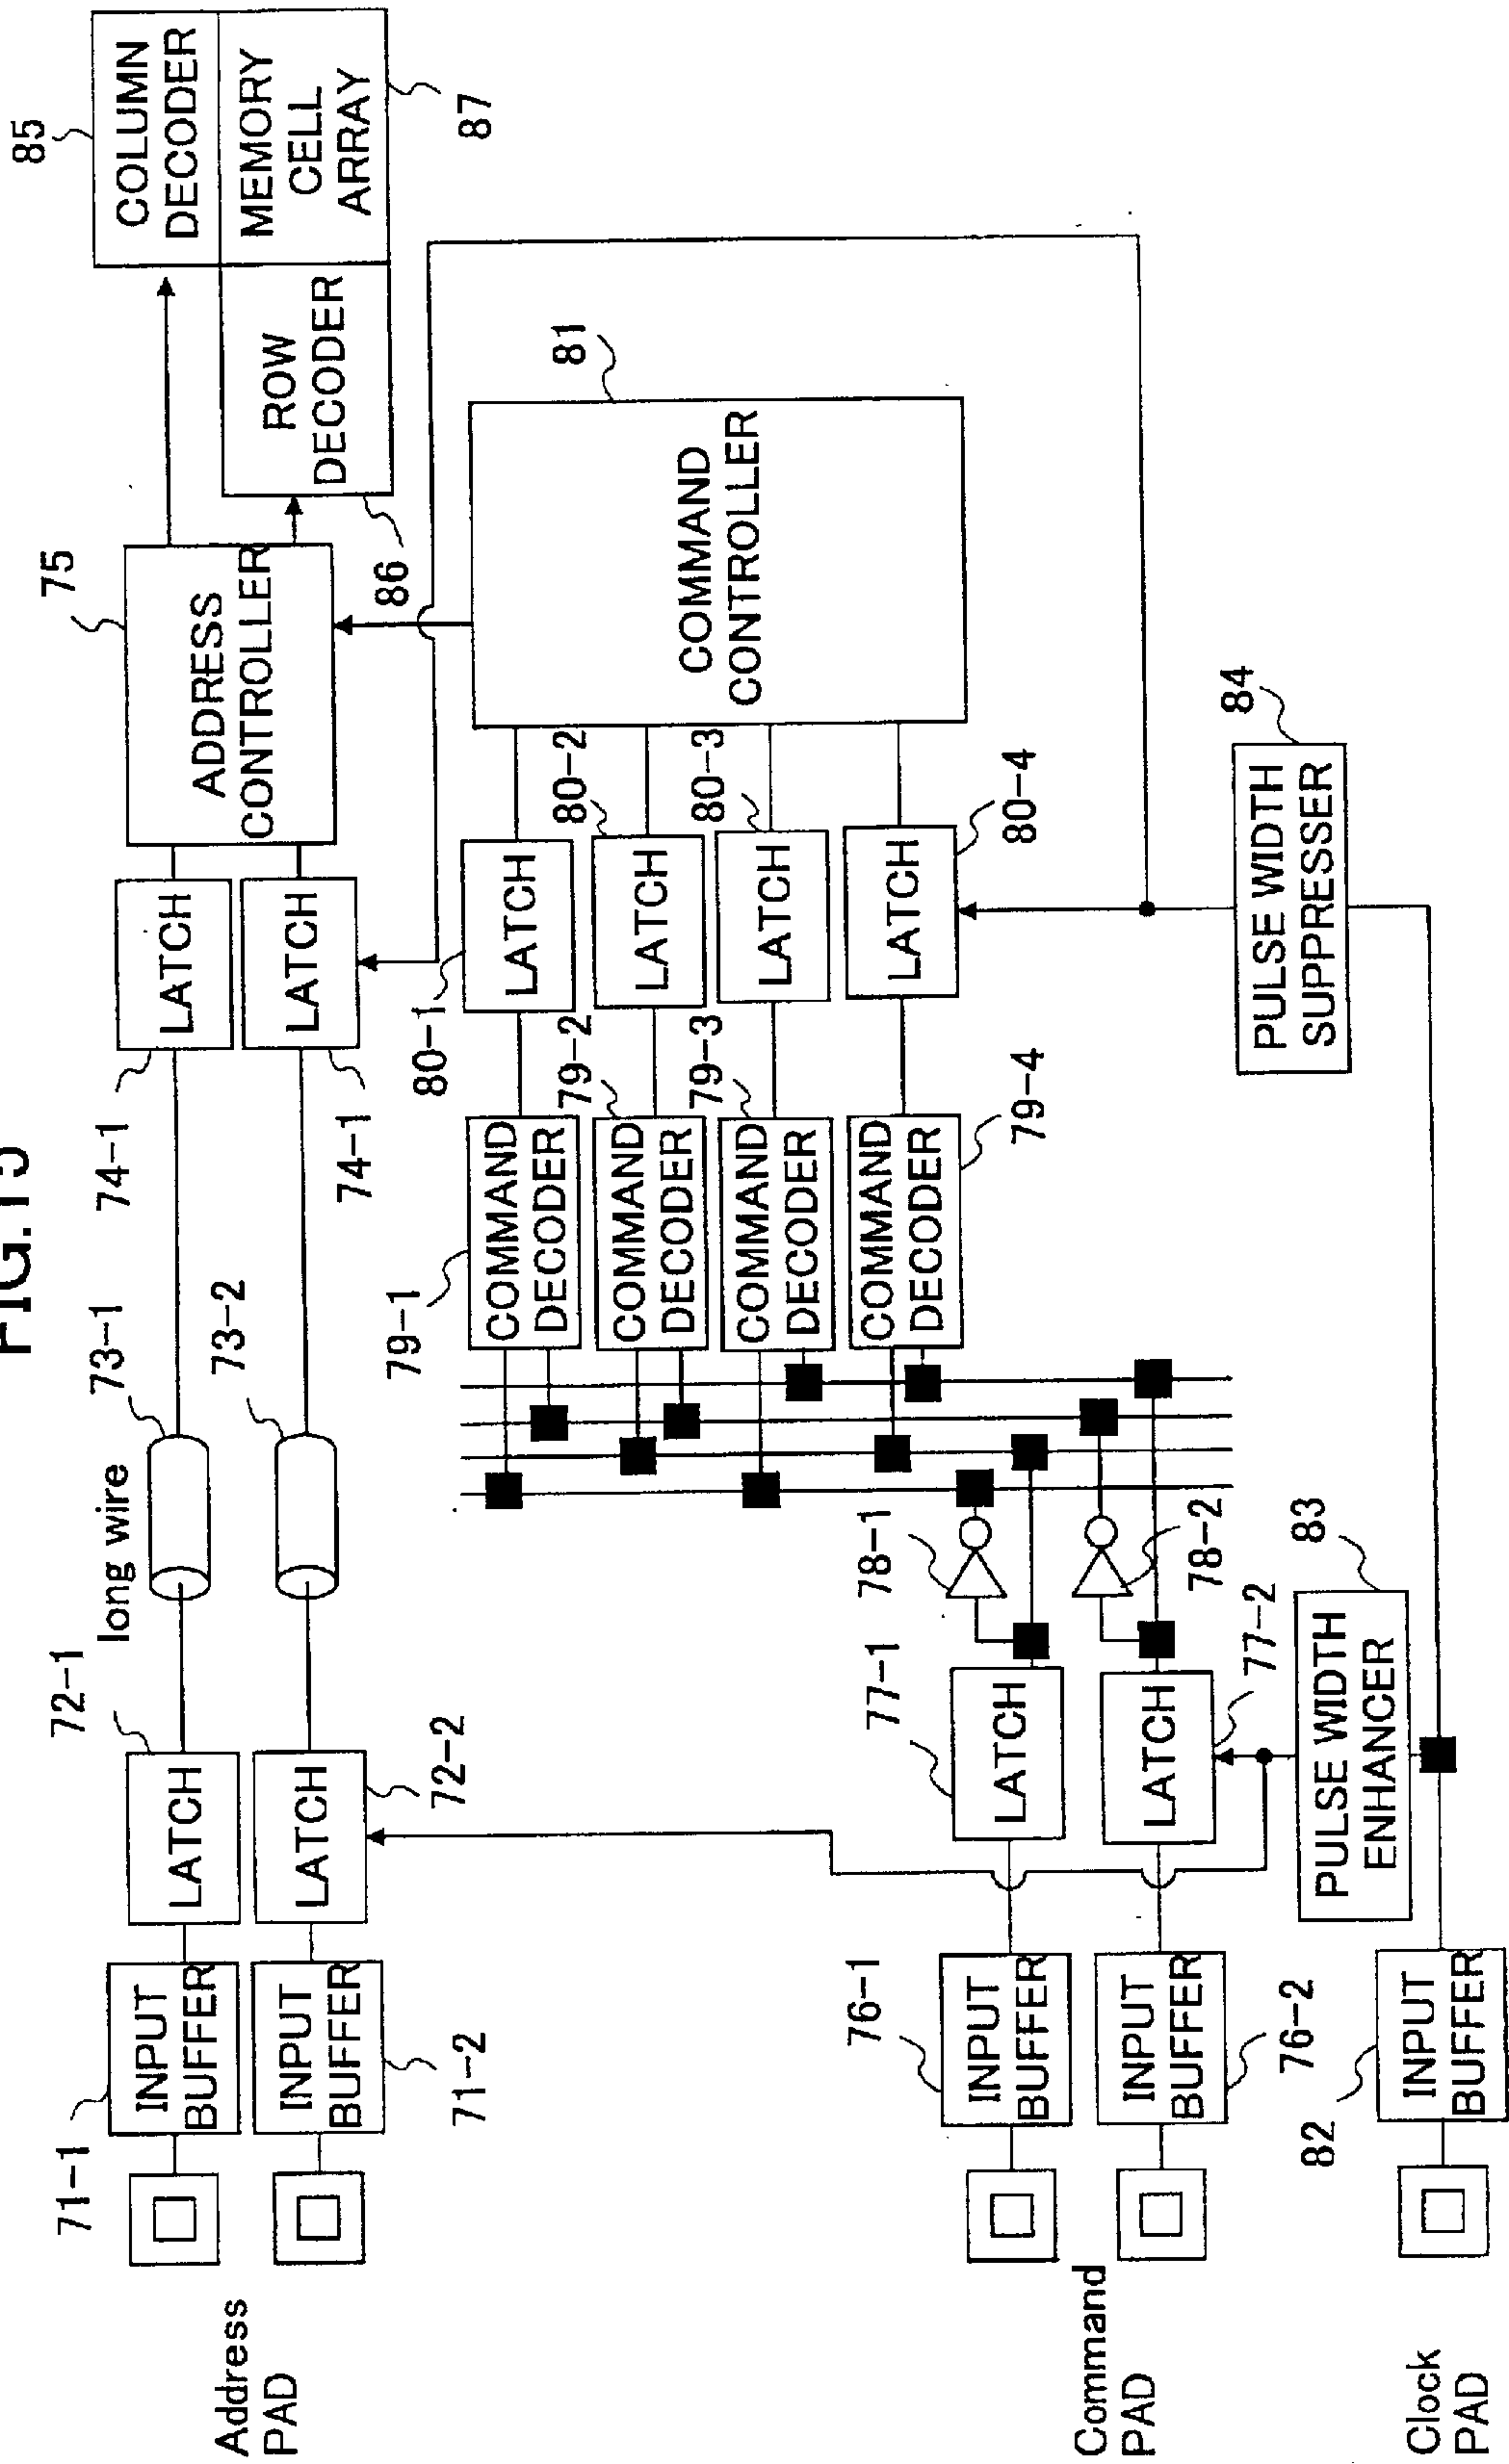 71-1
72-1
long wire
73-1
74-1
75
85
Address
PAD
INPUT
BUFFER
LATCH
LATCH
ADDRESS
CONTROLLER
COLUMN
DECODER
INPUT
BUFFER
LATCH
73-2
LATCH
ROW
DECODER
MEMORY
CELL
ARRAY
71-2
72-2
74-1
86
87
79-1
80-1
81
COMMAND
DECODER
LATCH
79-2
80-2
COMMAND
DECODER
LATCH
COMMAND
CONTROLLER
79-3
80-3
COMMAND
DECODER
LATCH
COMMAND
DECODER
LATCH
79-4
80-4
76-1
77-1
78-1
Command
PAD
INPUT
BUFFER
LATCH
INPUT
BUFFER
LATCH
78-2
76-2
77-2
83
84
PULSE WIDTH
ENHANCER
PULSE WIDTH
SUPPRESSER
82
Clock
PAD
INPUT
BUFFER